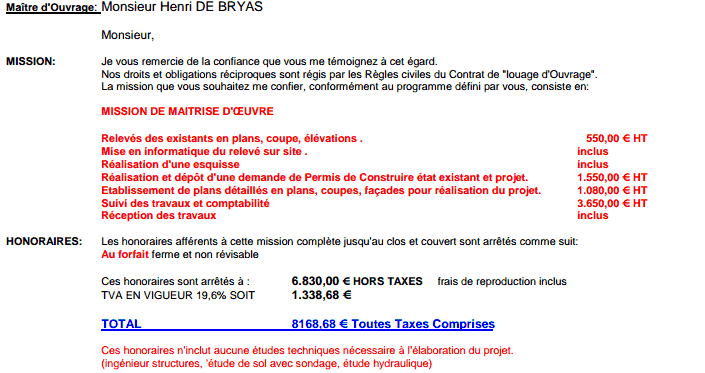 Maître d'Ouvrage: Monsieur Henri DE BRYAS
Monsieur,
MISSION: Je vous remercie de la confiance que vous me témoignez à cet égard.
Nos droits et obligations réciproques sont régis par les Règles civiles du Contrat de "louage d'Ouvrage".
La mission que vous souhaitez me confier, conformément au programme défini par vous, consiste en:
MISSION DE MAITRISE D'ŒUVRE
Relevés des existants en plans, coupe, élévations . 550,00 € HT
Mise en informatique du relevé sur site . inclus
Réalisation d'une esquisse inclus
Réalisation et dépôt d'une demande de Permis de Construire état existant et projet. 1.550,00 € HT
Etablissement de plans détaillés en plans, coupes, façades pour réalisation du projet. 1.080,00 € HT
Suivi des travaux et comptabilité 3.650,00 € HT
Réception des travaux inclus
HONORAIRES: Les honoraires afférents à cette mission complète jusqu'au clos et couvert sont arrêtés comme suit:
Au forfait ferme et non révisable
Ces honoraires sont arrêtés à : 6.830,00 € HORS TAXES frais de reproduction inclus
TVA EN VIGUEUR 19,6% SOIT 1.338,68 €
TOTAL 8168,68 € Toutes Taxes Comprises
Ces honoraires n'inclut aucune études techniques nécessaire à l'élaboration du projet.
(ingénieur structures, 'étude de sol avec sondage, étude hydraulique)